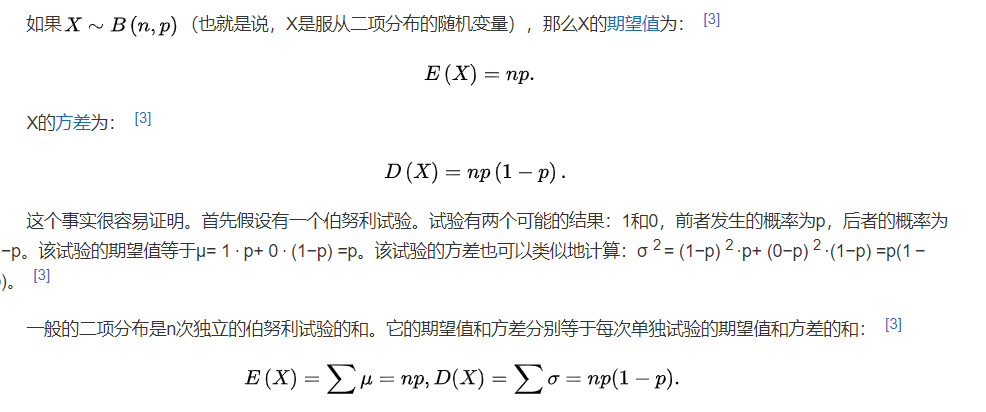 如果 X ∼ B (n, p) （也就是说，X是服从二项分布的随机变量），那么X的期望值为： [3]
E (X) = np.
X的方差为： [3]
D (X) = np (1 − p) .
这个事实很容易证明。首先假设有一个伯努利试验。试验有两个可能的结果：1和0，前者发生的概率为p，后者的概率为
−p。该试验的期望值等于μ= 1 · p+ 0 · (1−p) =p。该试验的方差也可以类似地计算：σ ² = (1−p) ² ·p+ (0−p) ² ·(1−p) =p(1 −
)。 [3]
一般的二项分布是n次独立的伯努利试验的和。它的期望值和方差分别等于每次单独试验的期望值和方差的和： [3]
E (X) = ∑ μ = np, D(X) = ∑ σ = np(1 − p).